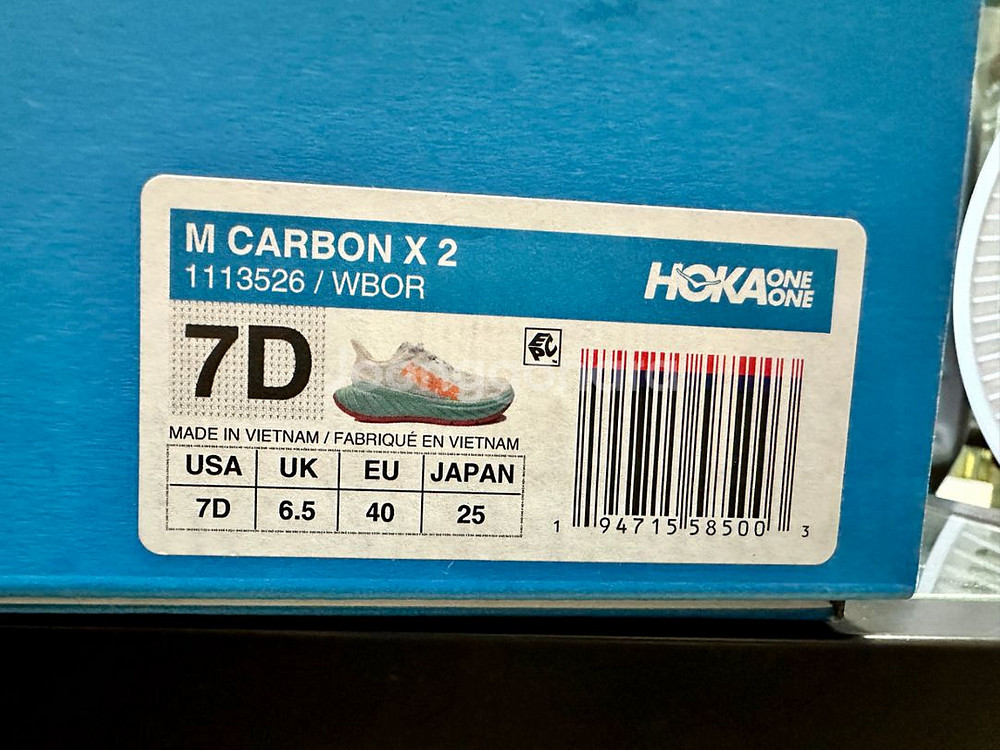 M CARBON X 2
1113526 / WBOR
HOKA ONE ONE
7D
EPC
MADE IN VIETNAM / FABRIQUÉ EN VIETNAM
USA UK EU JAPAN
7D 6.5 40 25
1 94715 58500 3